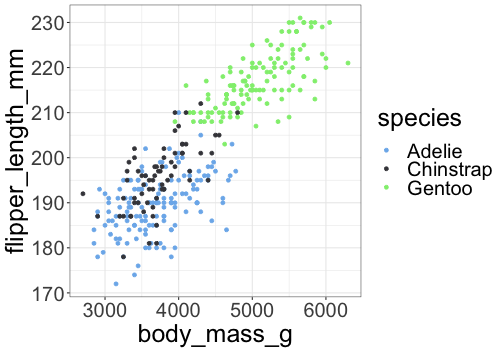 230
220
210
200
190
180
170
flipper_length_mm
3000 4000 5000 6000
body_mass_g
species
Adelie
Chinstrap
Gentoo